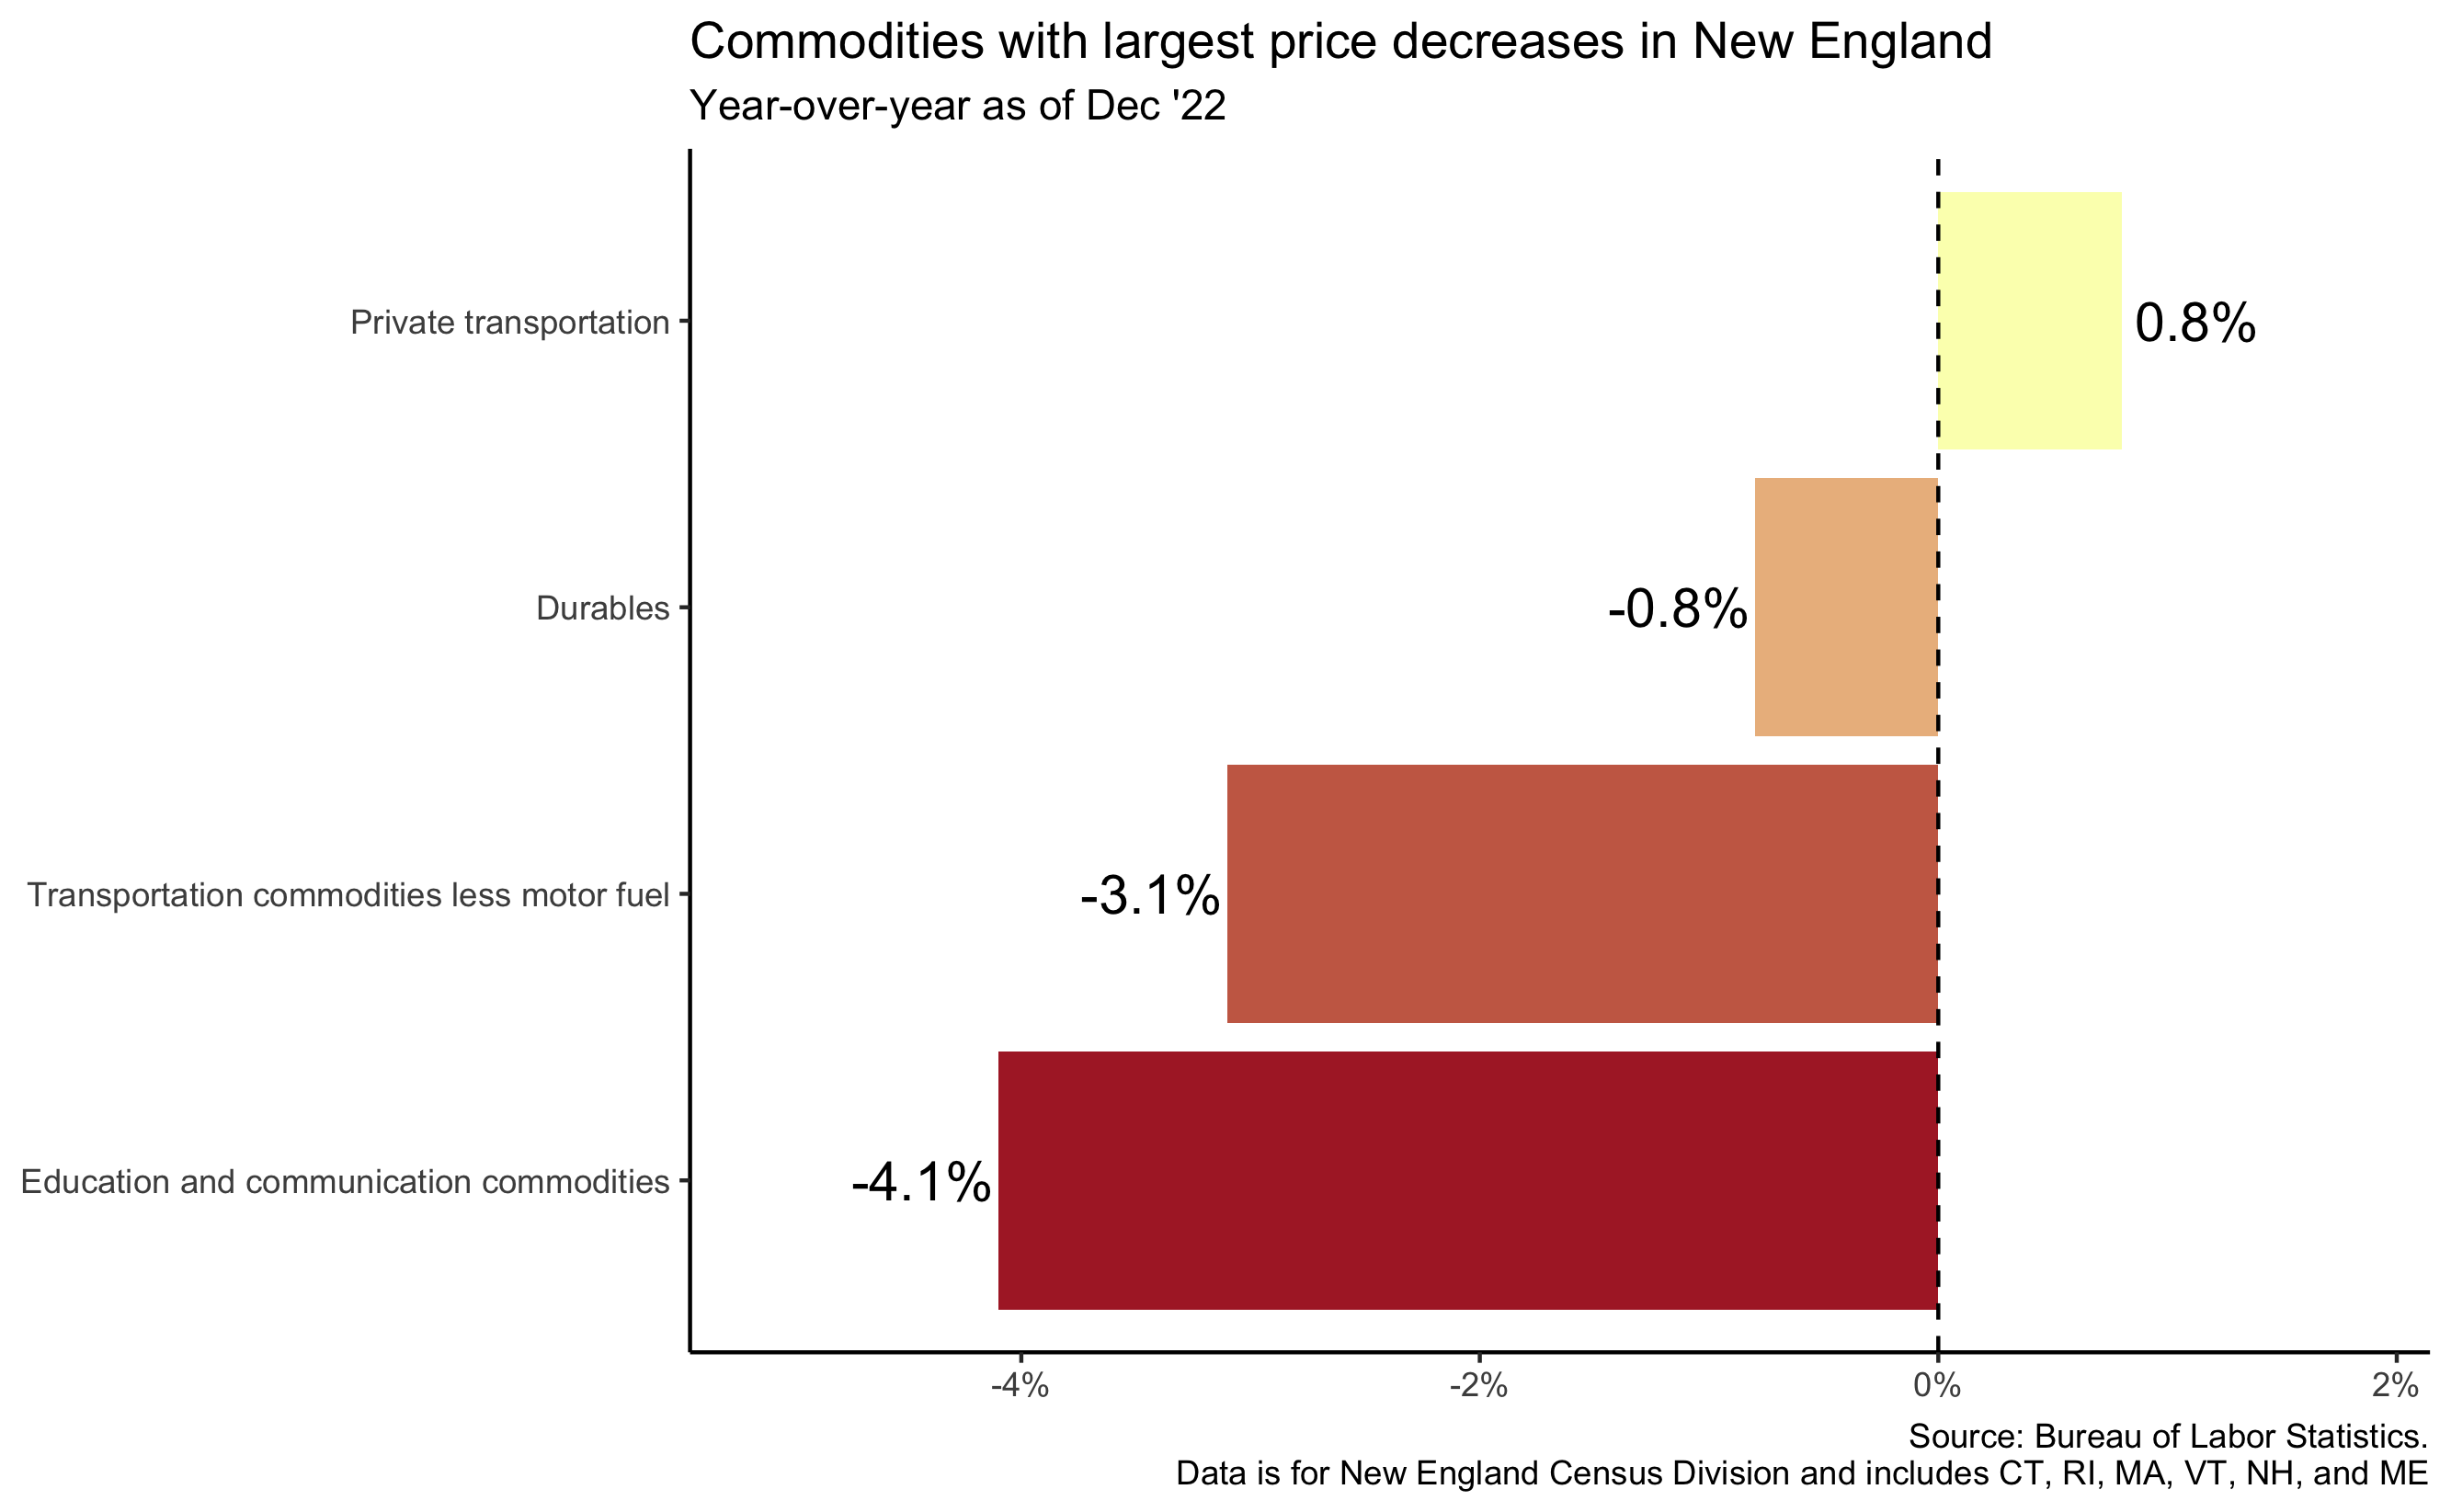 Commodities with largest price decreases in New England
Year-over-year as of Dec '22
Private transportation
0.8%
Durables
-0.8%
Transportation commodities less motor fuel
-3.1%
Education and communication commodities
-4.1%
-4%
-2%
0%
2%
Source: Bureau of Labor Statistics.
Data is for New England Census Division and includes CT, RI, MA, VT, NH, and ME